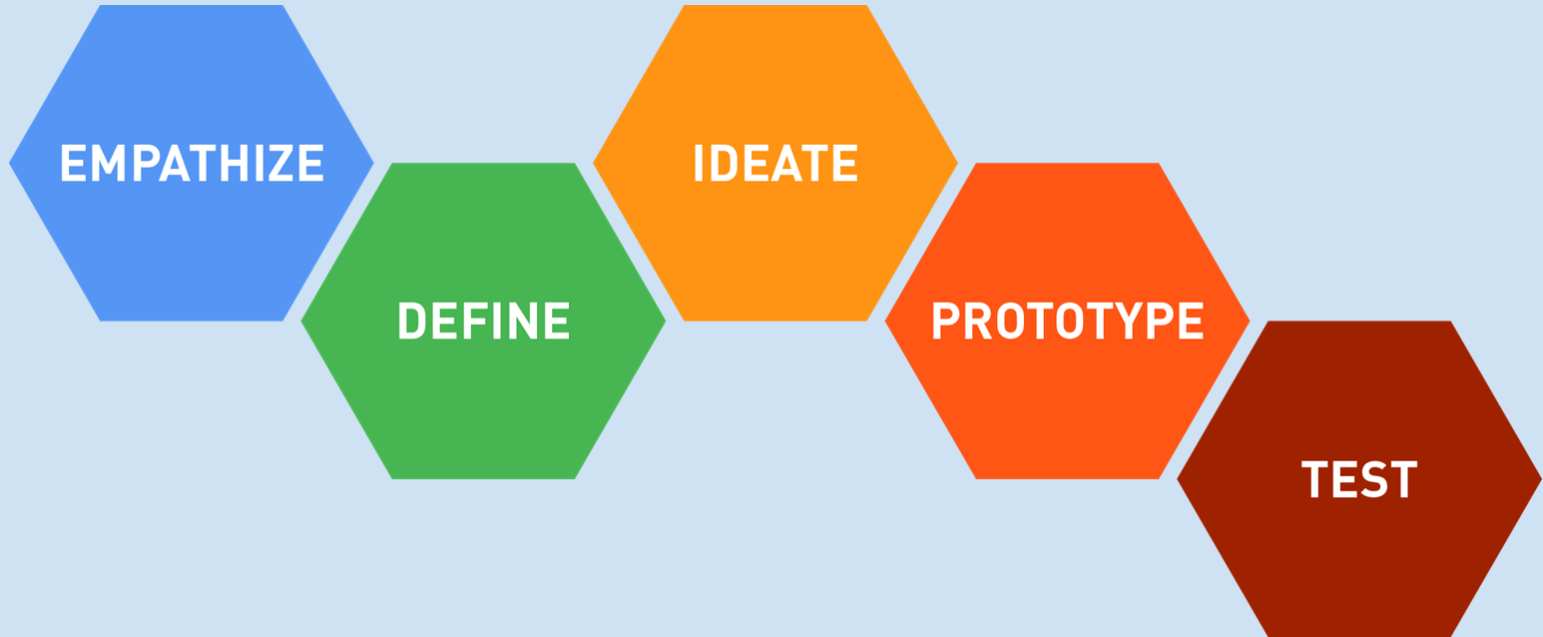 EMPATHIZE
DEFINE
IDEATE
PROTOTYPE
TEST